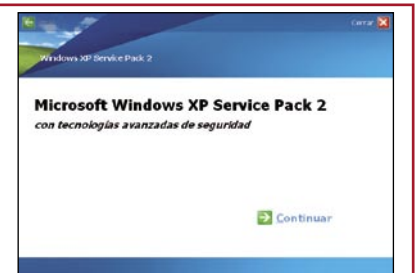 Cerrar
Windows XP Service Pack 2
Microsoft Windows XP Service Pack 2
con tecnologías avanzadas de seguridad
Continuar